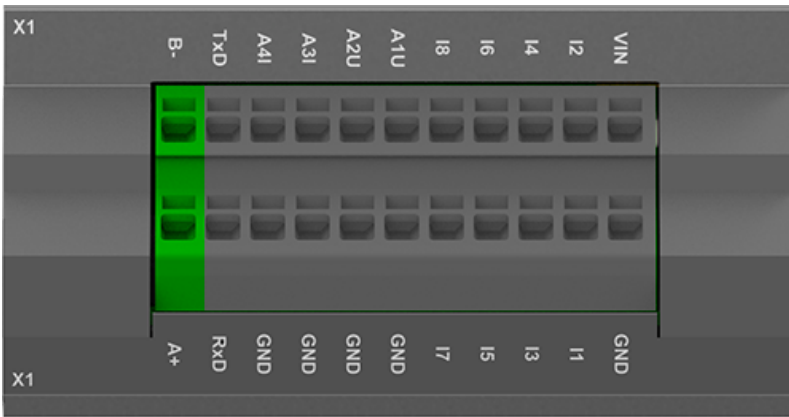 X1
B- TxD A4I A3I A2U A1U I8 I6 I4 I2 VIN
A+ RxD GND GND GND GND I7 I5 I3 I1 GND
X1